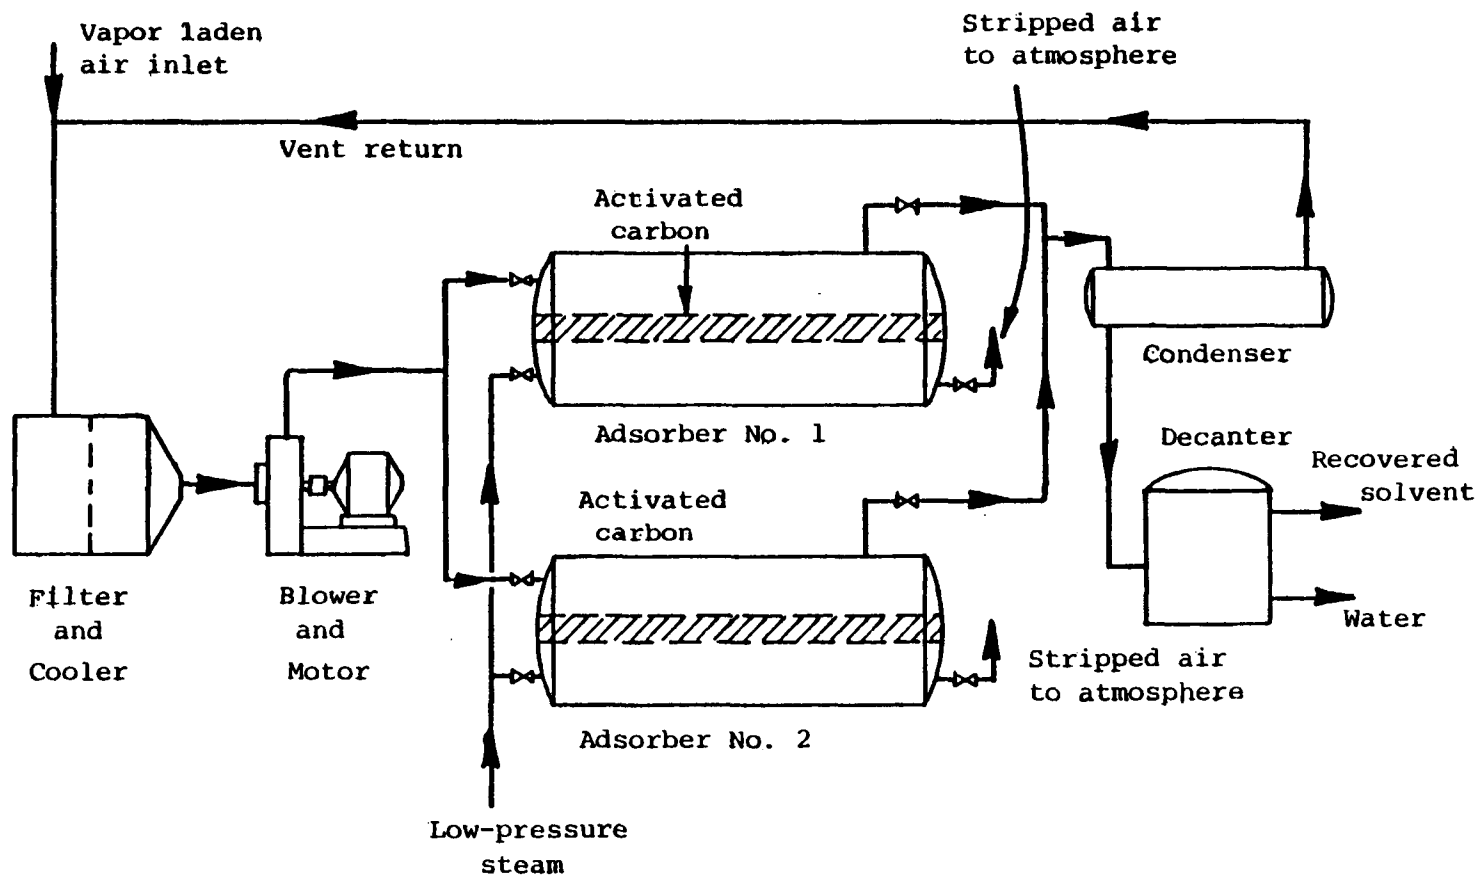 Vapor laden
air inlet
Stripped air
to atmosphere
Vent return
Activated
carbon
Condenser
Adsorber No. 1
Decanter
Recovered
solvent
Activated
carbon
Filter
and
Cooler
Blower
and
Motor
Water
Stripped air
to atmosphere
Adsorber No. 2
Low-pressure
steam